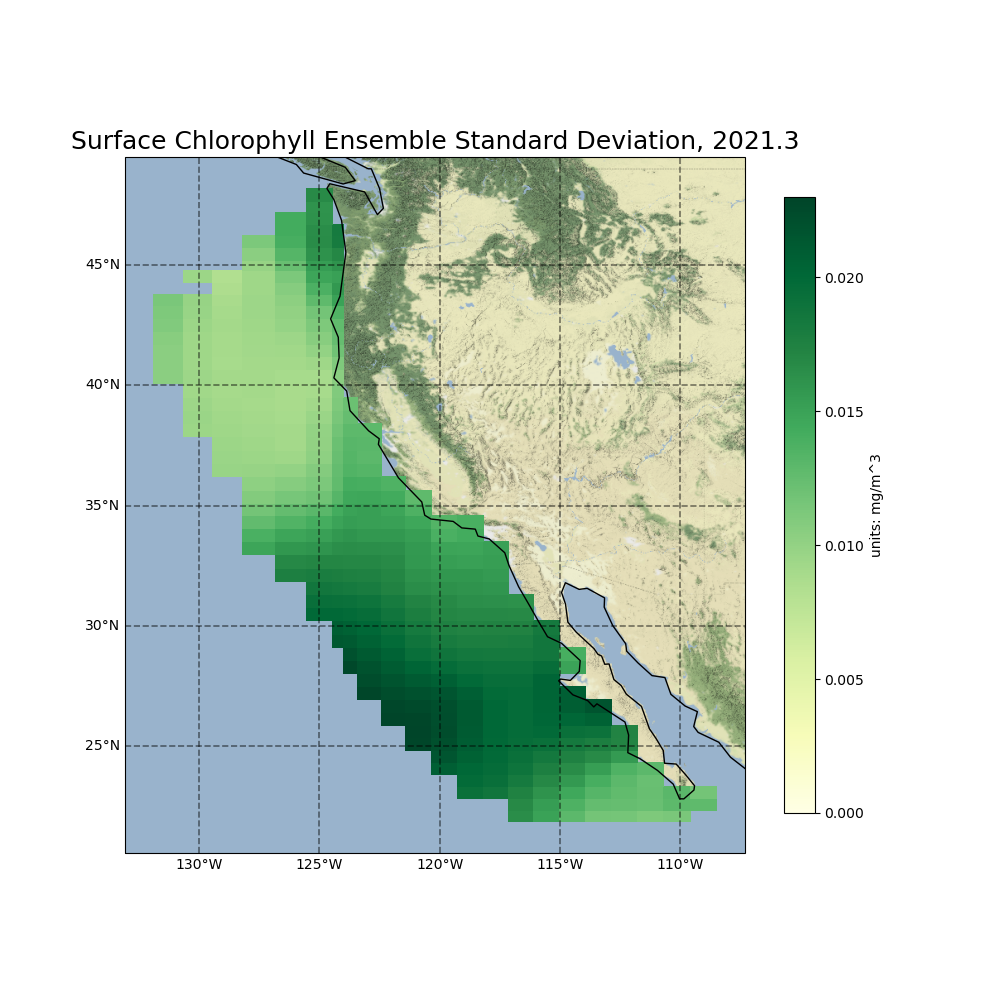 Surface Chlorophyll Ensemble Standard Deviation, 2021.3
45°N
40°N
35°N
30°N
25°N
130°W
125°W
120°W
115°W
110°W
0.020
0.015
0.010
0.005
0.000
units: mg/m^3